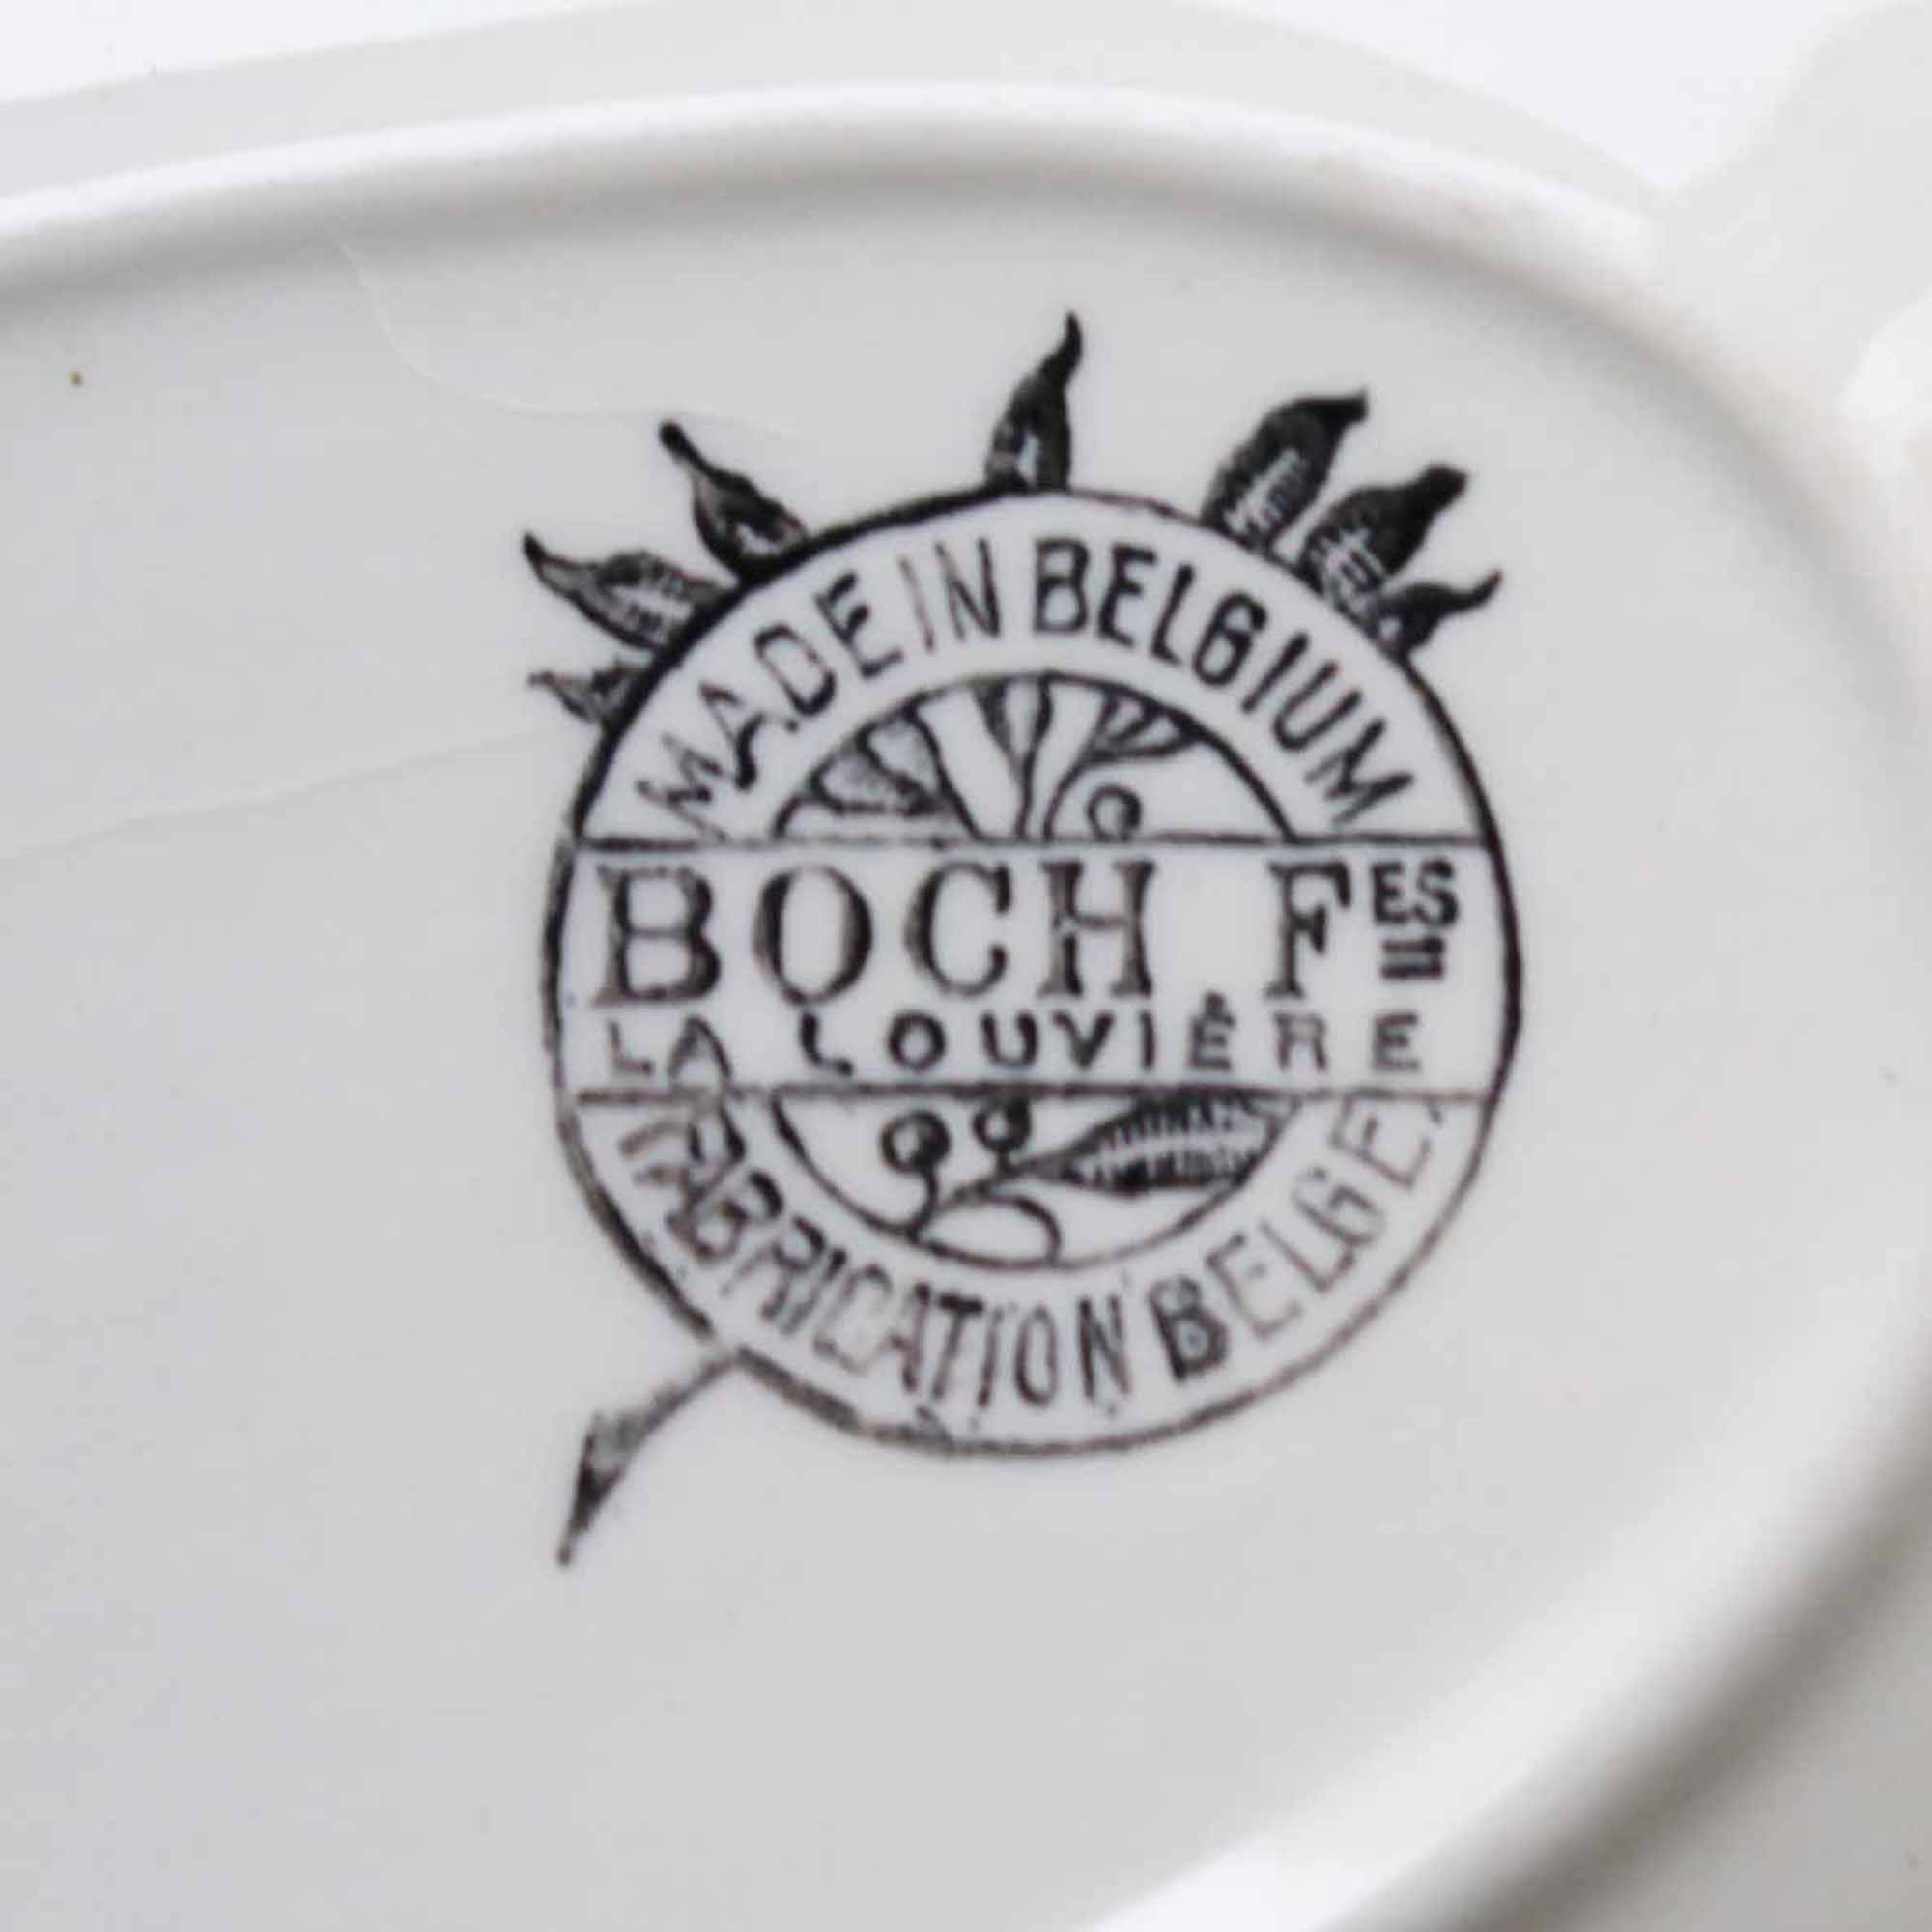 MADE IN BELGIUM
BOCH FES
LA LOUVIÈRE
FABRICATION BELGE